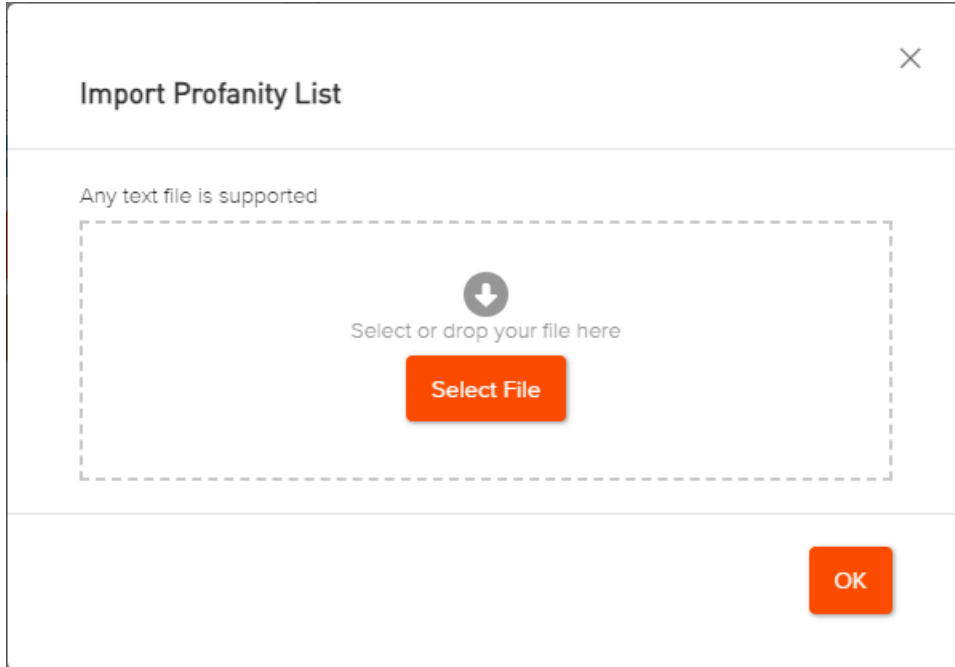 Import Profanity List
Any text file is supported
Select or drop your file here
Select File
OK